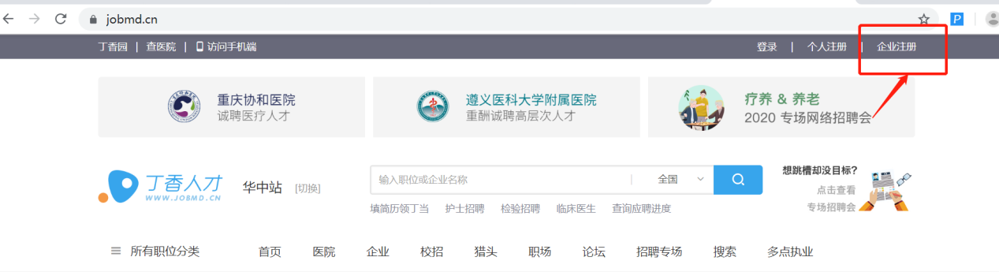 jobmd.cn
P
丁香园 | 查医院 | 访问手机端
登录 | 个人注册 | 企业注册
重庆协和医院
诚聘医疗人才
遵义医科大学附属医院
重酬诚聘高层次人才
疗养 & 养老
2020 专场网络招聘会
丁香人才
WWW.JOBMD.CN
华中站 [切换]
输入职位或企业名称
全国
填简历领丁当 护士招聘 检验招聘 临床医生 查询应聘进度
想跳槽却没目标?
点击查看
专场招聘会
所有职位分类 首页 医院 企业 校招 猎头 职场 论坛 招聘专场 搜索 多点执业